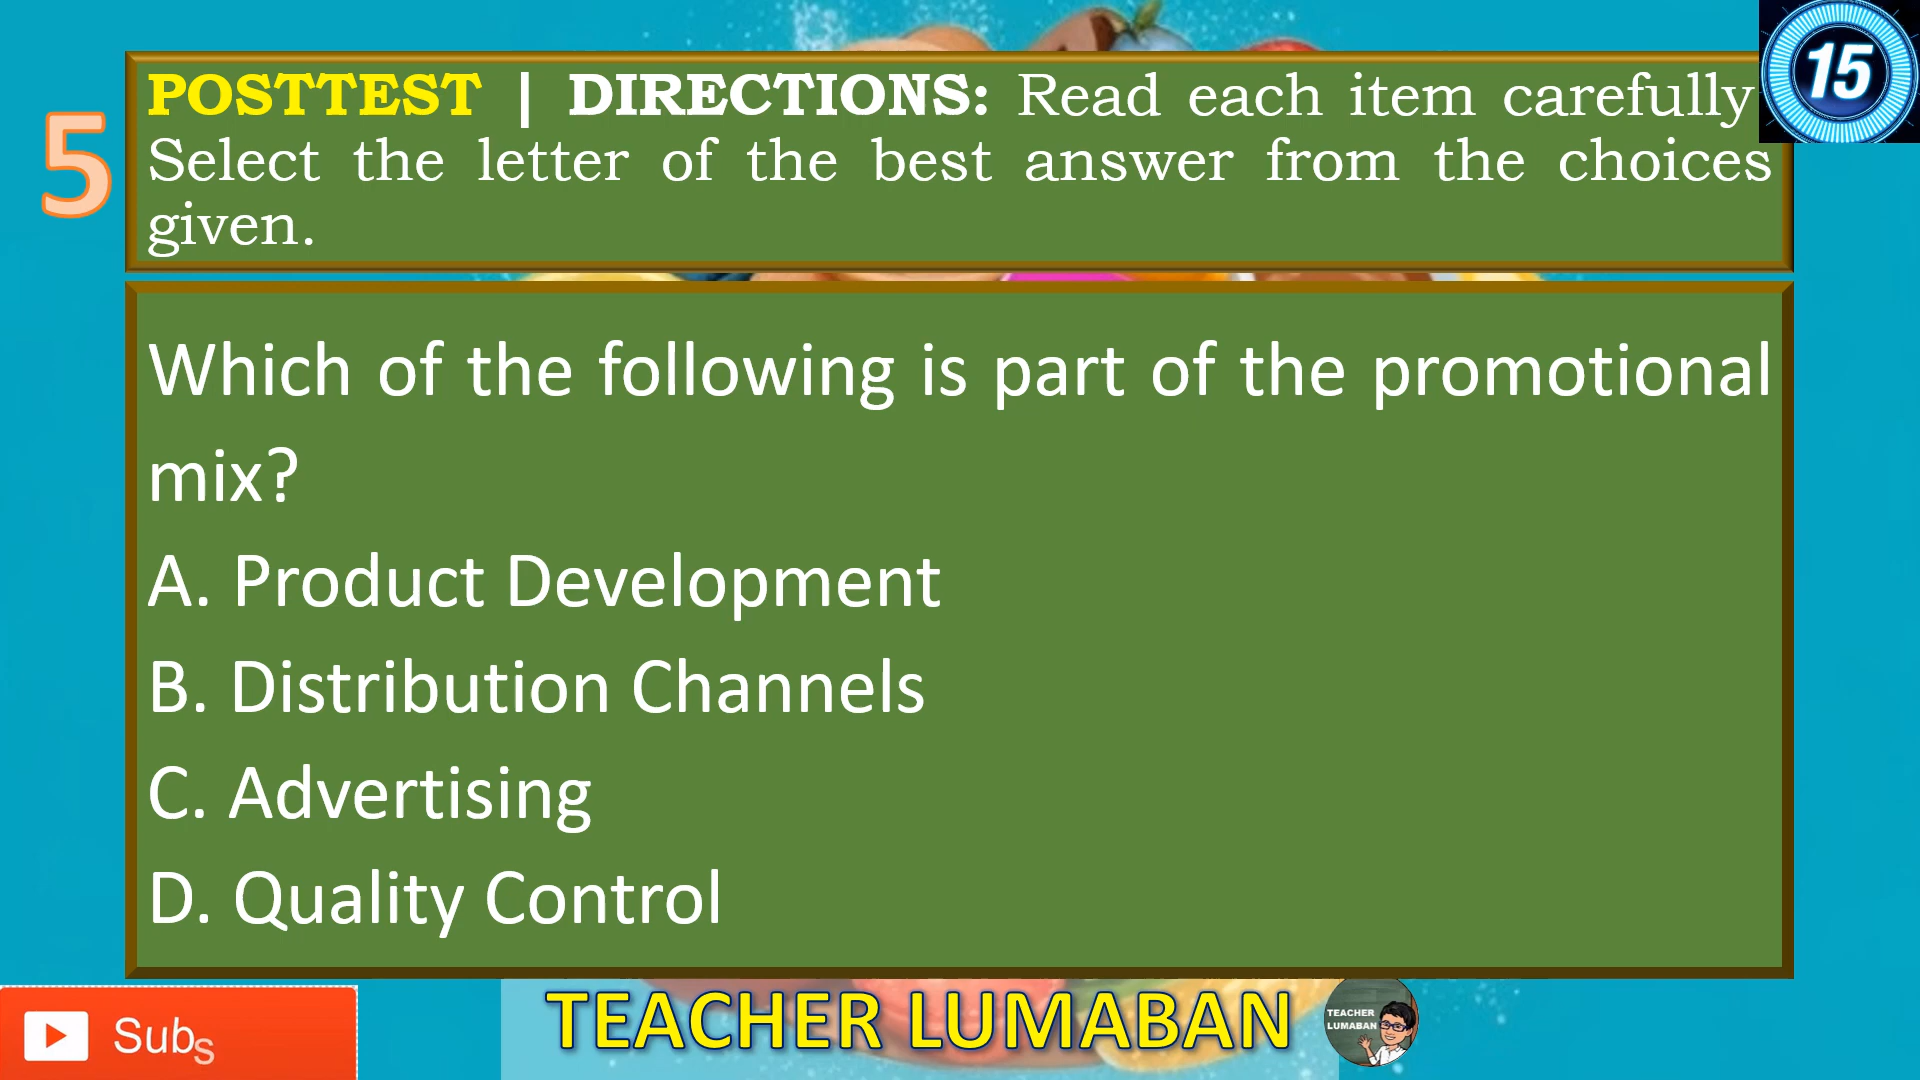 5
POSTTEST | DIRECTIONS: Read each item carefully
Select the letter of the best answer from the choices
given.
15
Which of the following is part of the promotional
mix?
A. Product Development
B. Distribution Channels
C. Advertising
D. Quality Control
Subs
TEACHER LUMABAN
TEACHER
LUMABAN